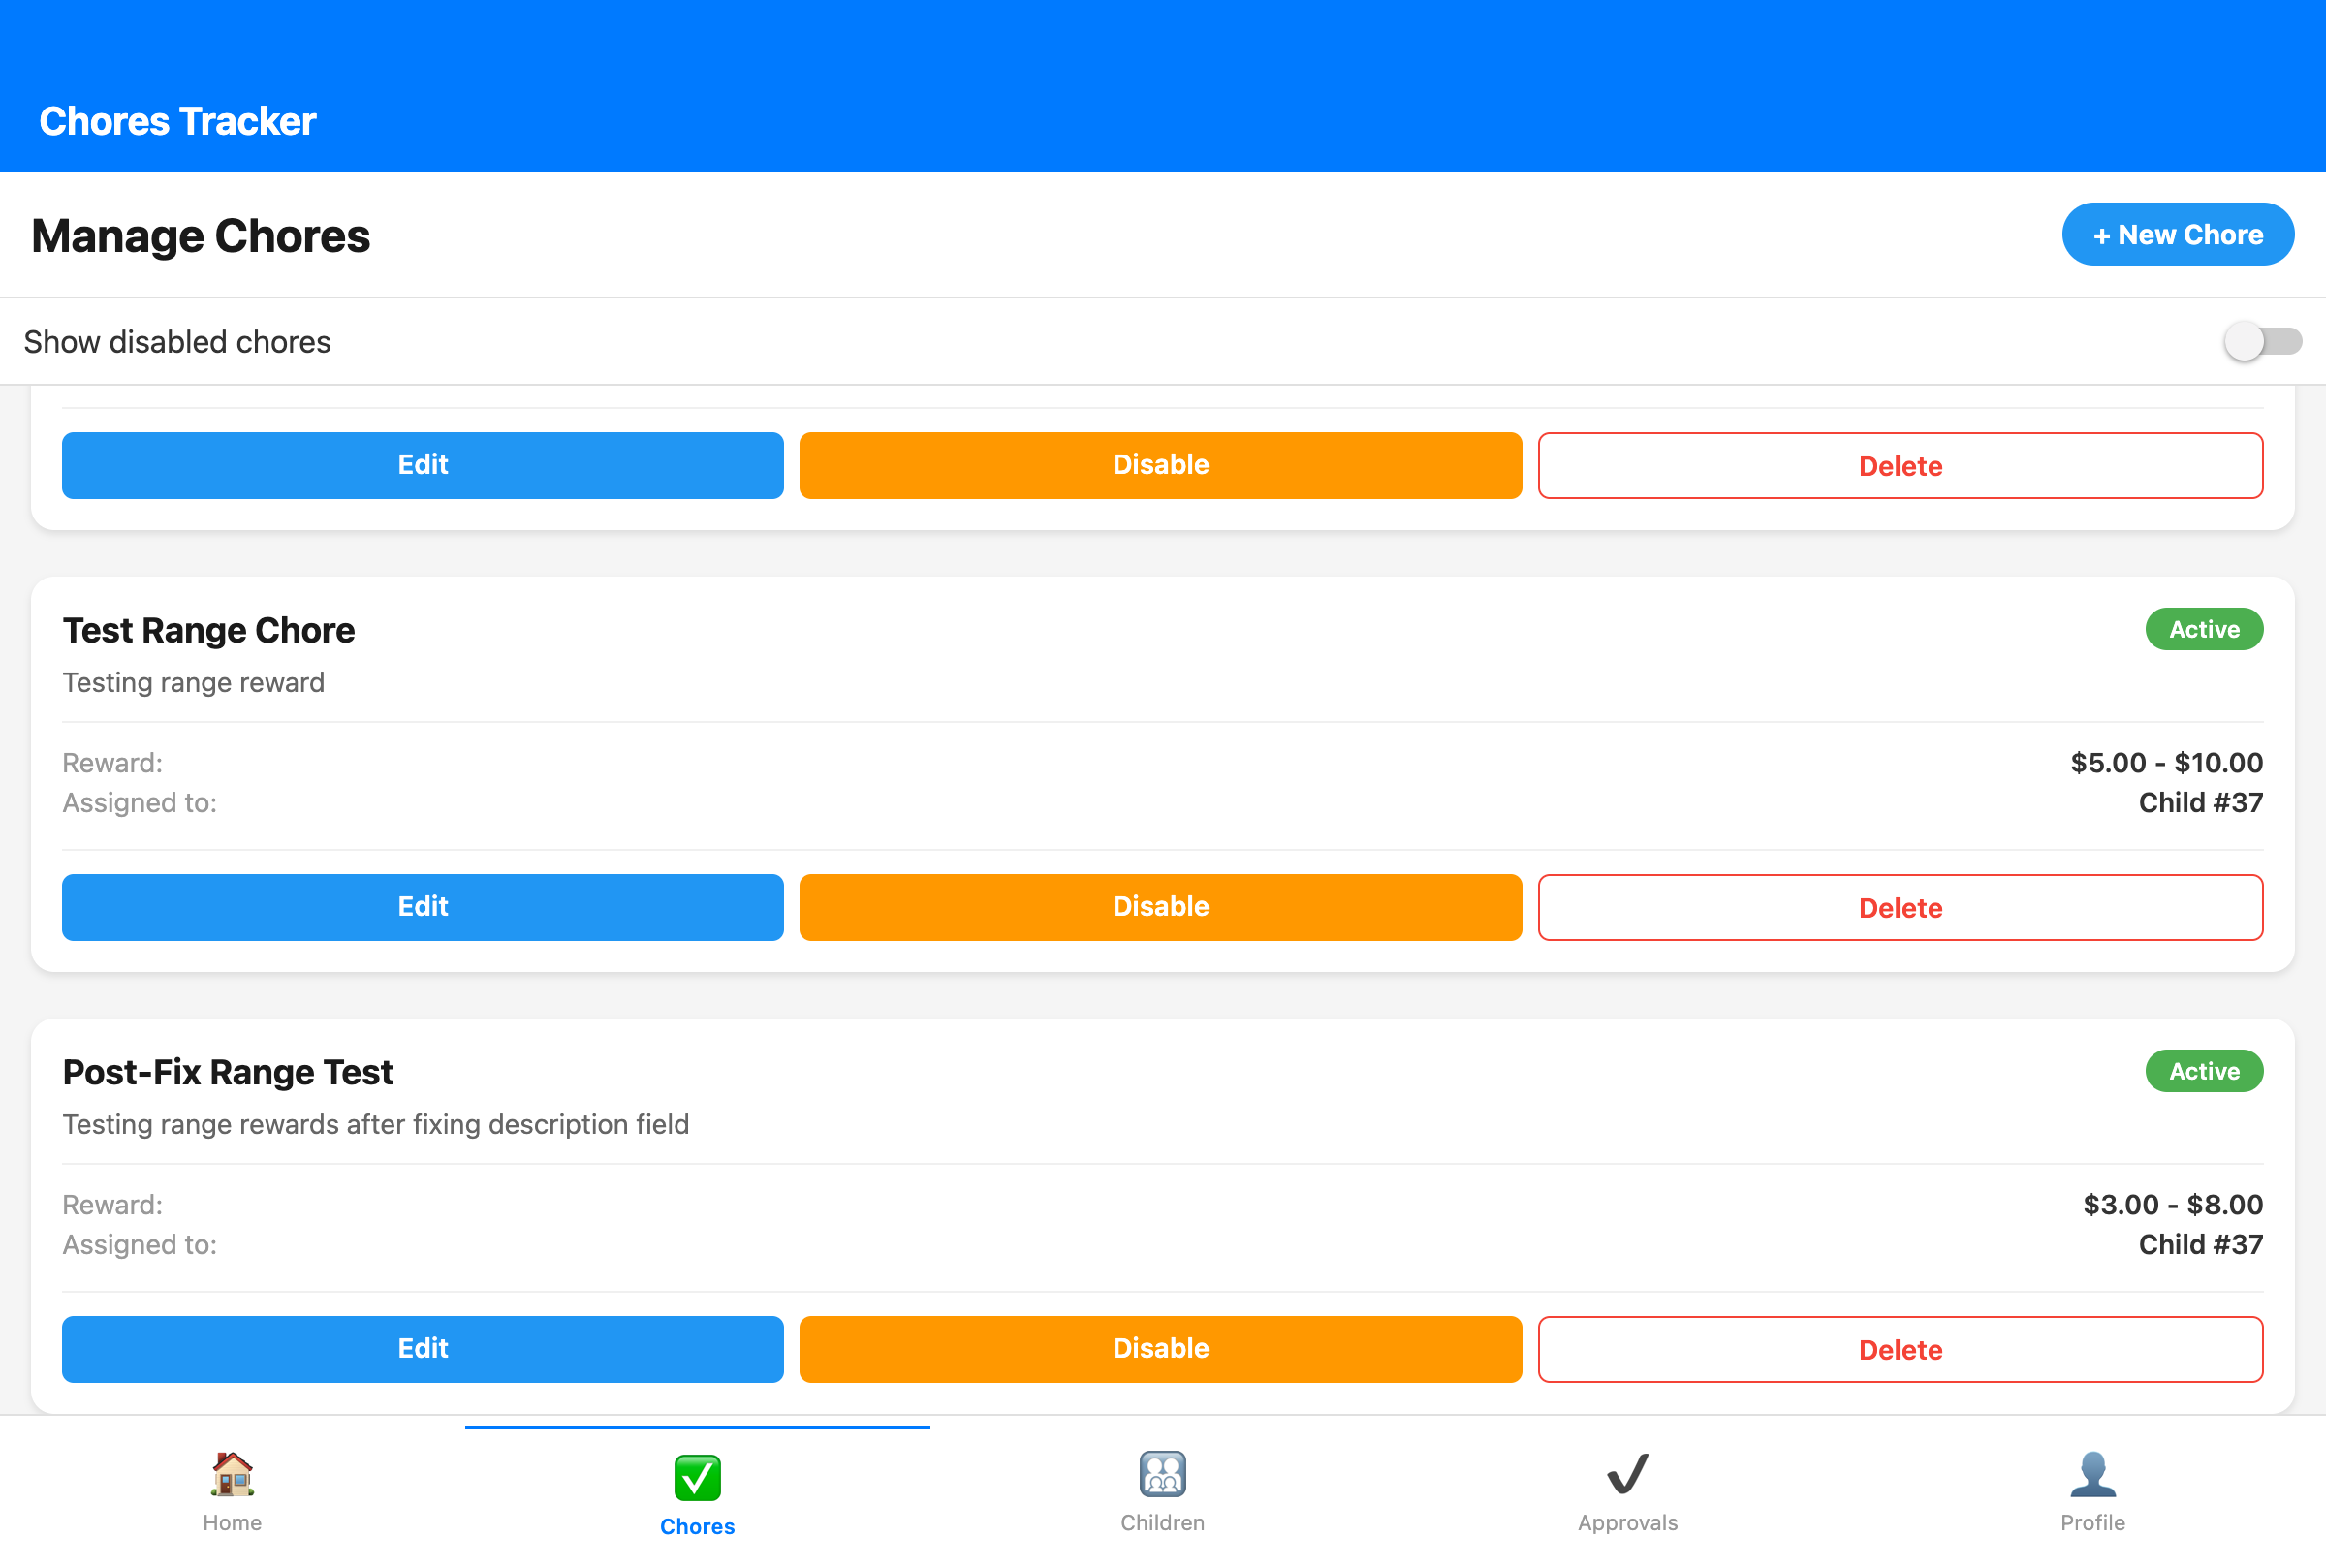 Chores Tracker
Manage Chores
+ New Chore
Show disabled chores
Edit
Disable
Delete
Test Range Chore
Active
Testing range reward
Reward:
$5.00 - $10.00
Assigned to:
Child #37
Edit
Disable
Delete
Post-Fix Range Test
Active
Testing range rewards after fixing description field
Reward:
$3.00 - $8.00
Assigned to:
Child #37
Edit
Disable
Delete
Home
Chores
Children
Approvals
Profile